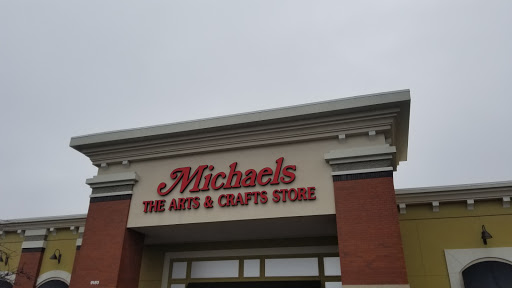 Michaels
THE ARTS & CRAFTS STORE